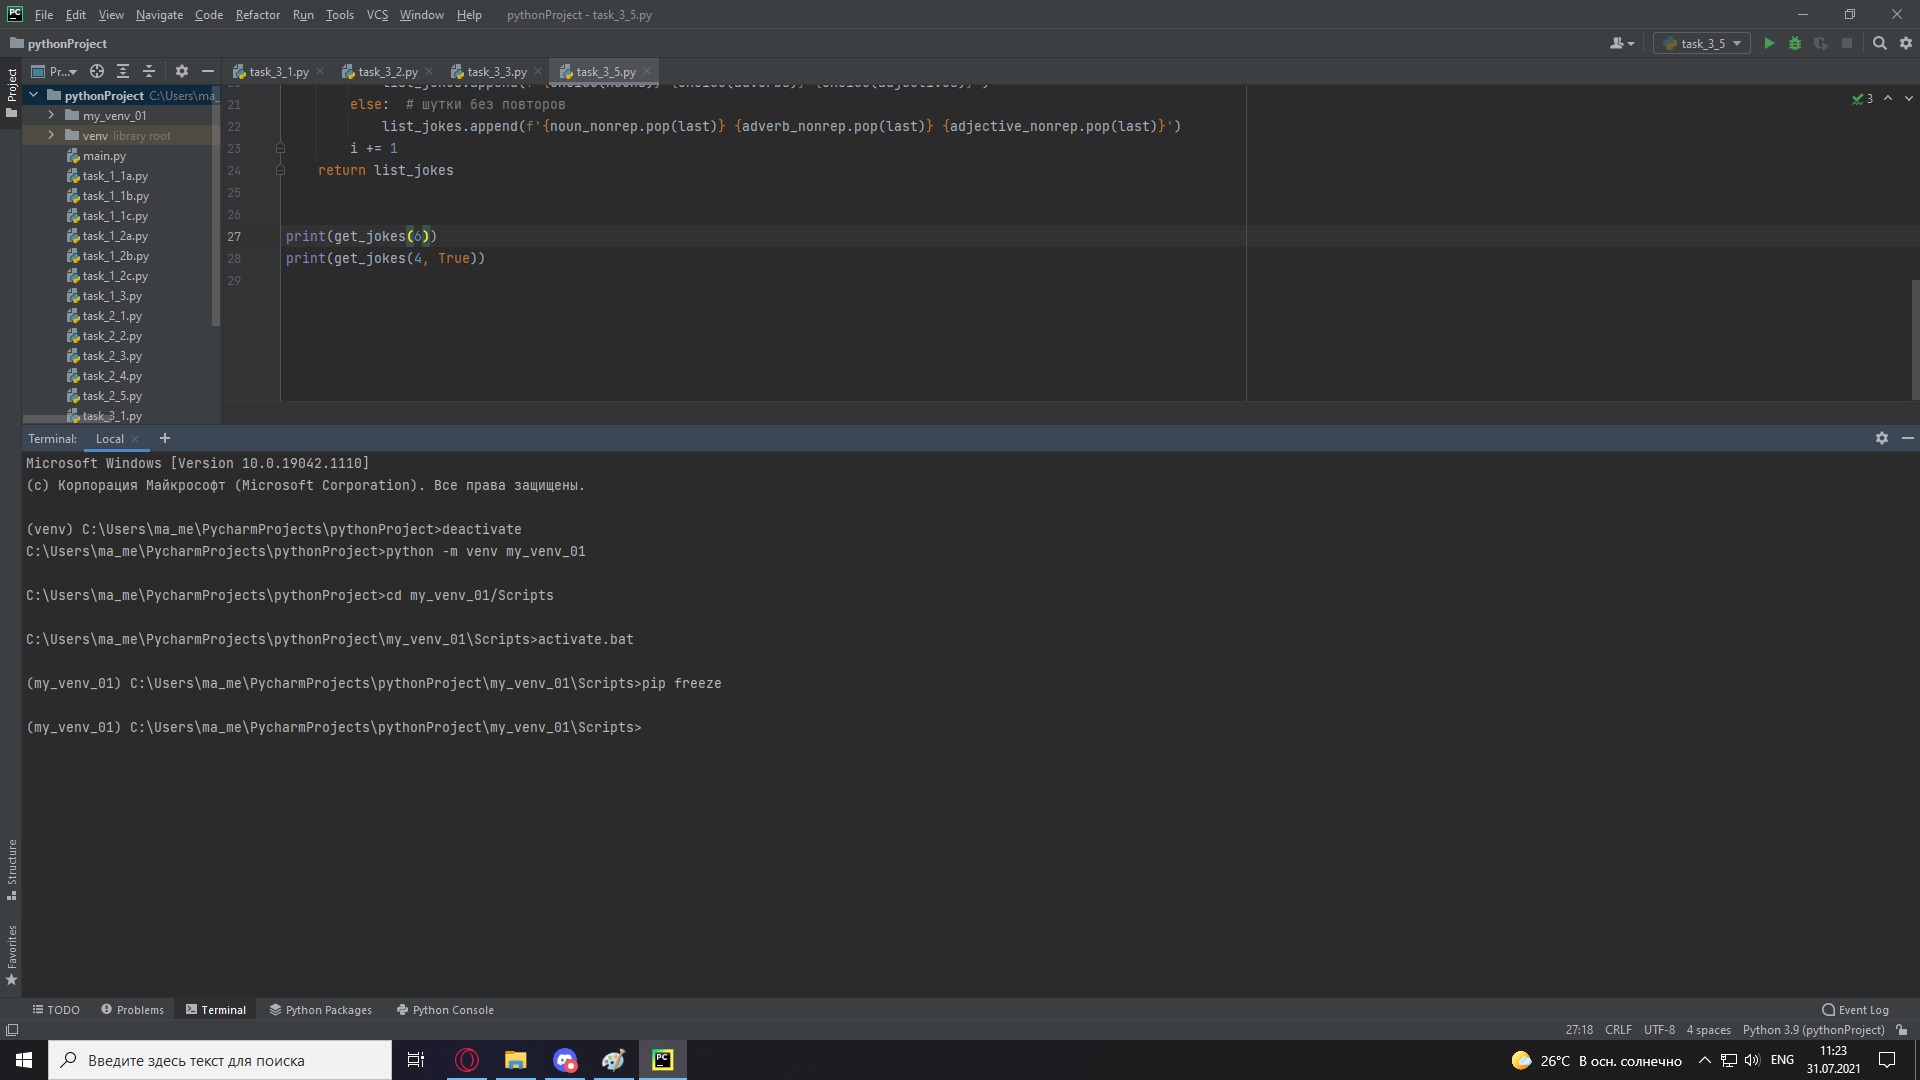 PC File Edit View Navigate Code Refactor Run Tools VCS Window Help pythonProject - task_3_5.py
pythonProject
task_3_5
Project
Pr...
task_3_1.py
task_3_2.py
task_3_3.py
task_3_5.py
pythonProject C:\Users\ma_
my_venv_01
venv library root
main.py
task_1_1a.py
task_1_1b.py
task_1_1c.py
task_1_2a.py
task_1_2b.py
task_1_2c.py
task_1_3.py
task_2_1.py
task_2_2.py
task_2_3.py
task_2_4.py
task_2_5.py
task_3_1.py
21 else: # шутки без повторов
22 list_jokes.append(f'{noun_nonrep.pop(last)} {adverb_nonrep.pop(last)} {adjective_nonrep.pop(last)}')
23 i += 1
24 return list_jokes
25
26
27 print(get_jokes(6))
28 print(get_jokes(4, True))
29
3
Terminal: Local
Microsoft Windows [Version 10.0.19042.1110]
(c) Корпорация Майкрософт (Microsoft Corporation). Все права защищены.
(venv) C:\Users\ma_me\PycharmProjects\pythonProject>deactivate
C:\Users\ma_me\PycharmProjects\pythonProject>python -m venv my_venv_01
C:\Users\ma_me\PycharmProjects\pythonProject>cd my_venv_01/Scripts
C:\Users\ma_me\PycharmProjects\pythonProject\my_venv_01\Scripts>activate.bat
(my_venv_01) C:\Users\ma_me\PycharmProjects\pythonProject\my_venv_01\Scripts>pip freeze
(my_venv_01) C:\Users\ma_me\PycharmProjects\pythonProject\my_venv_01\Scripts>
Structure
Favorites
TODO Problems Terminal Python Packages Python Console Event Log
27:18 CRLF UTF-8 4 spaces Python 3.9 (pythonProject)
Введите здесь текст для поиска
PC
26°C В осн. солнечно
ENG
11:23
31.07.2021